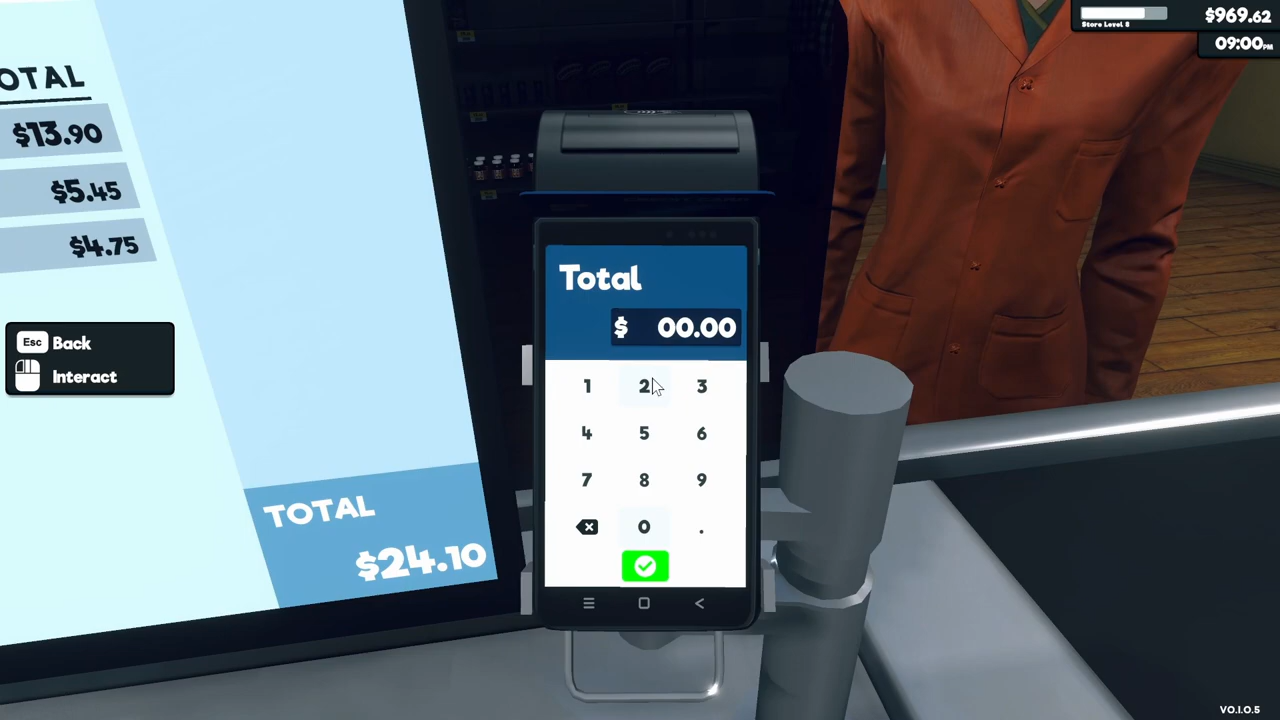 $969.62
Store Level 8
09:00PM
OTAL
$13.90
$5.45
$4.75
Esc Back
Interact
TOTAL
$24.10
Total
$ 00.00
1 2 3
4 5 6
7 8 9
0 .
V0.1.0.5